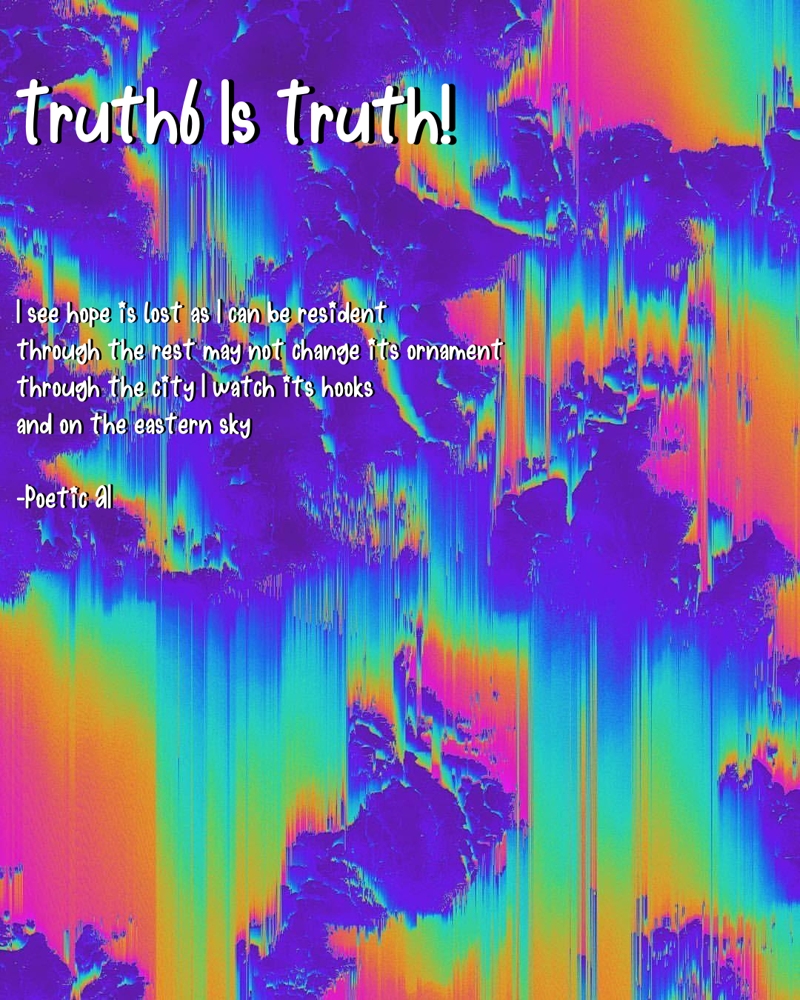 Truth6 Is Truth!
I see hope is lost as I can be resident
through the rest may not change its ornament
through the city I watch its hooks
and on the eastern sky
-Poetic Al